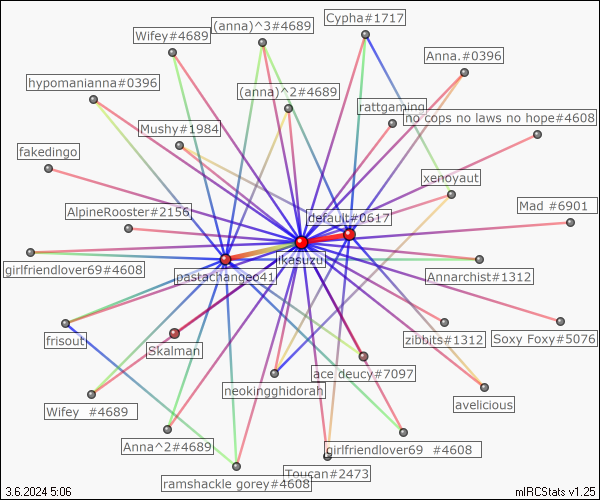 Cypha#1717
(anna)^3#4689
Wifey#4689
Anna.#0396
hypomanianna#0396
(anna)^2#4689
rattgaming
no cops no laws no hope#4608
Mushy#1984
fakedingo
xenoyaut
Mad #6901
AlpineRooster#2156
default#0617
ikasuzu
girlfriendlover69#4608
pastachangeo41
Annarchist#1312
frisout
Skalman
zibbits#1312
Soxy Foxy#5076
ace deucy#7097
neokingghidorah
Wifey  #4689
avelicious
Anna^2#4689
girlfriendlover69  #4608
Toucan#2473
ramshackle gorey#4608
3.6.2024 5:06
mIRCStats v1.25